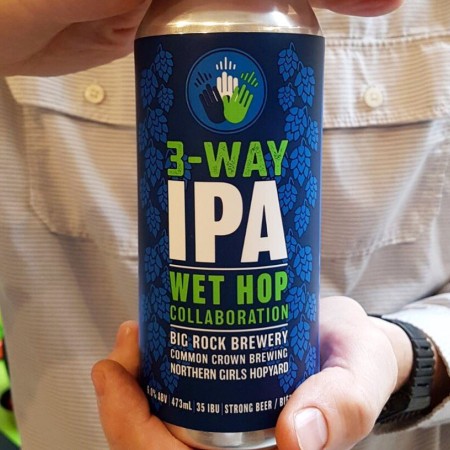 3-WAY
IPA
WET HOP
COLLABORATION
BIG ROCK BREWERY
COMMON CROWN BREWING
NORTHERN GIRLS HOPYARD
ABV | 473mL | 35 IBU | STRONG BEER /